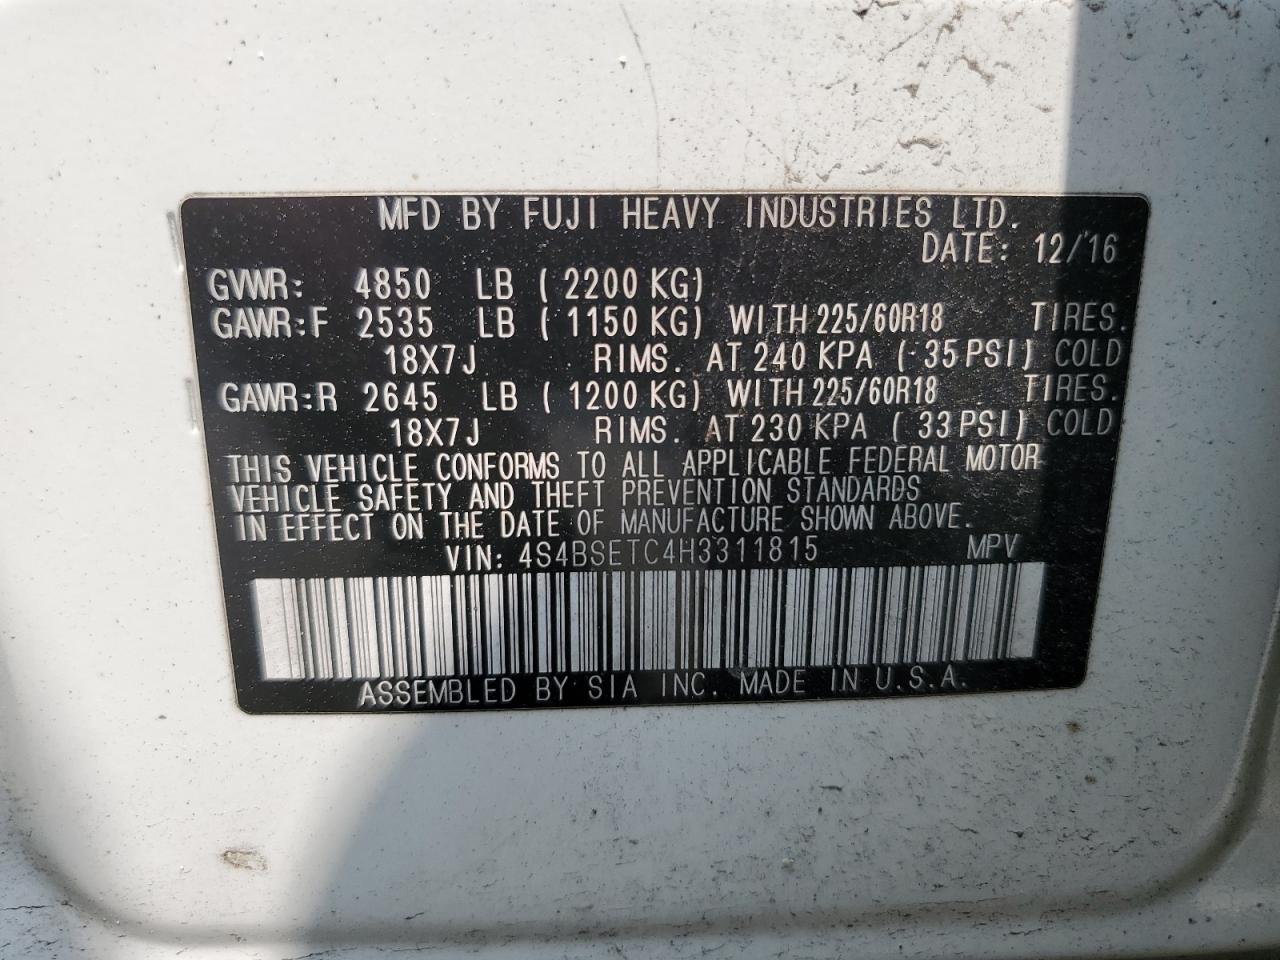 MFD BY FUJI HEAVY INDUSTRIES LTD.
DATE: 12/'16
GVWR: 4850 LB ( 2200 KG)
GAWR:F 2535 LB ( 1150 KG) WITH 225/60R18 TIRES.
18X7J RIMS. AT 240 KPA ( 35 PSI) COLD
GAWR:R 2645 LB ( 1200 KG) WITH 225/60R18 TIRES.
18X7J RIMS. AT 230 KPA ( 33 PSI) COLD
THIS VEHICLE CONFORMS TO ALL APPLICABLE FEDERAL MOTOR
VEHICLE SAFETY AND THEFT PREVENTION STANDARDS
IN EFFECT ON THE DATE OF MANUFACTURE SHOWN ABOVE.
VIN: 4S4BSETC4H3311815 MPV
ASSEMBLED BY SIA INC. MADE IN U.S.A.